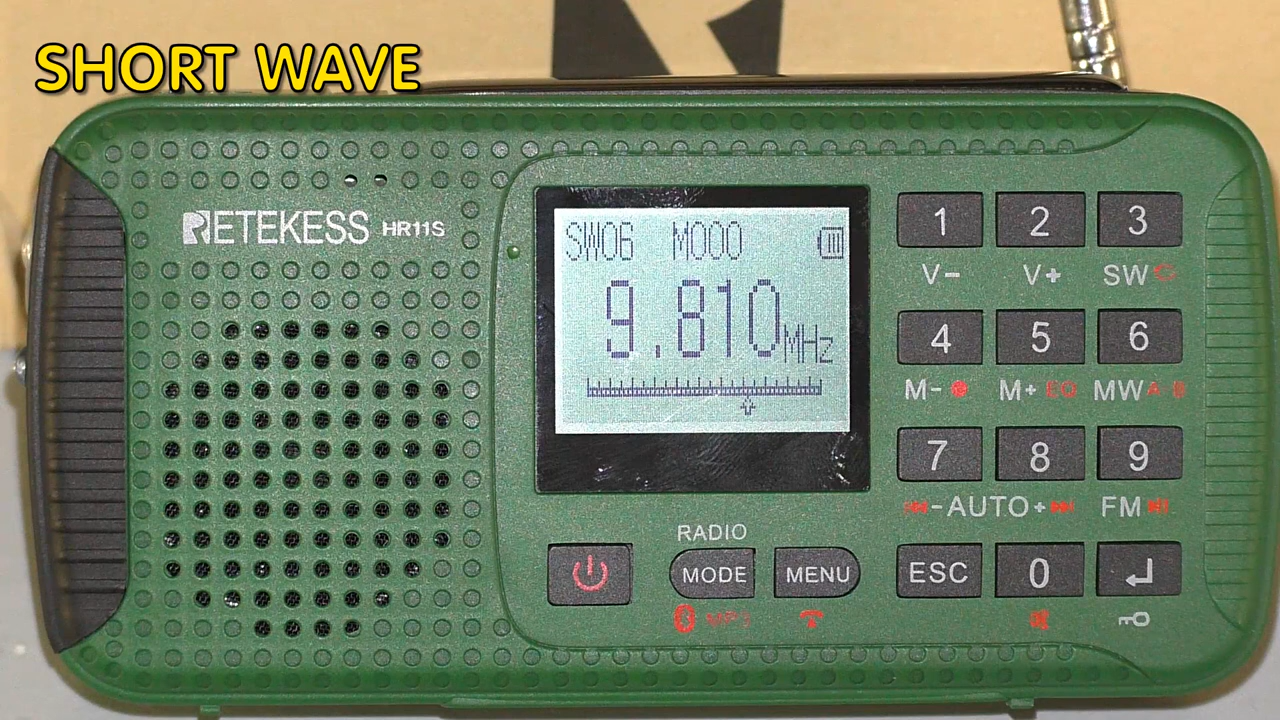 SHORT WAVE
RETEKESS HR11S
SW06 M000
9.810MHz
1 2 3
V- V+ SW
4 5 6
M- M+ EQ MW A-B
7 8 9
-AUTO+ FM
RADIO
MODE MENU ESC 0
MP3